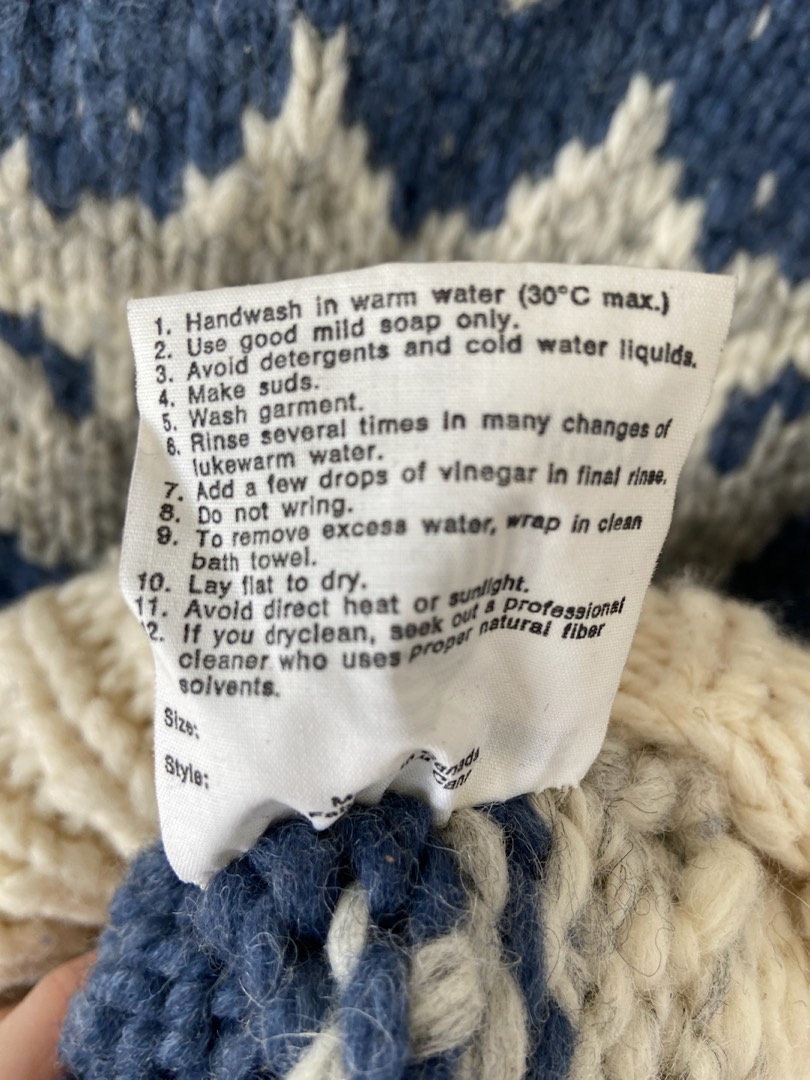 1. Handwash in warm water (30°C max.)
2. Use good mild soap only.
3. Avoid detergents and cold water liquids.
4. Make suds.
5. Wash garment.
6. Rinse several times in many changes of
lukewarm water.
7. Add a few drops of vinegar in final rinse.
8. Do not wring.
9. To remove excess water, wrap in clean
bath towel.
10. Lay flat to dry.
11. Avoid direct heat or sunlight.
12. If you dryclean, seek out a professional
cleaner who uses proper natural fiber
solvents.
Size:
Style: